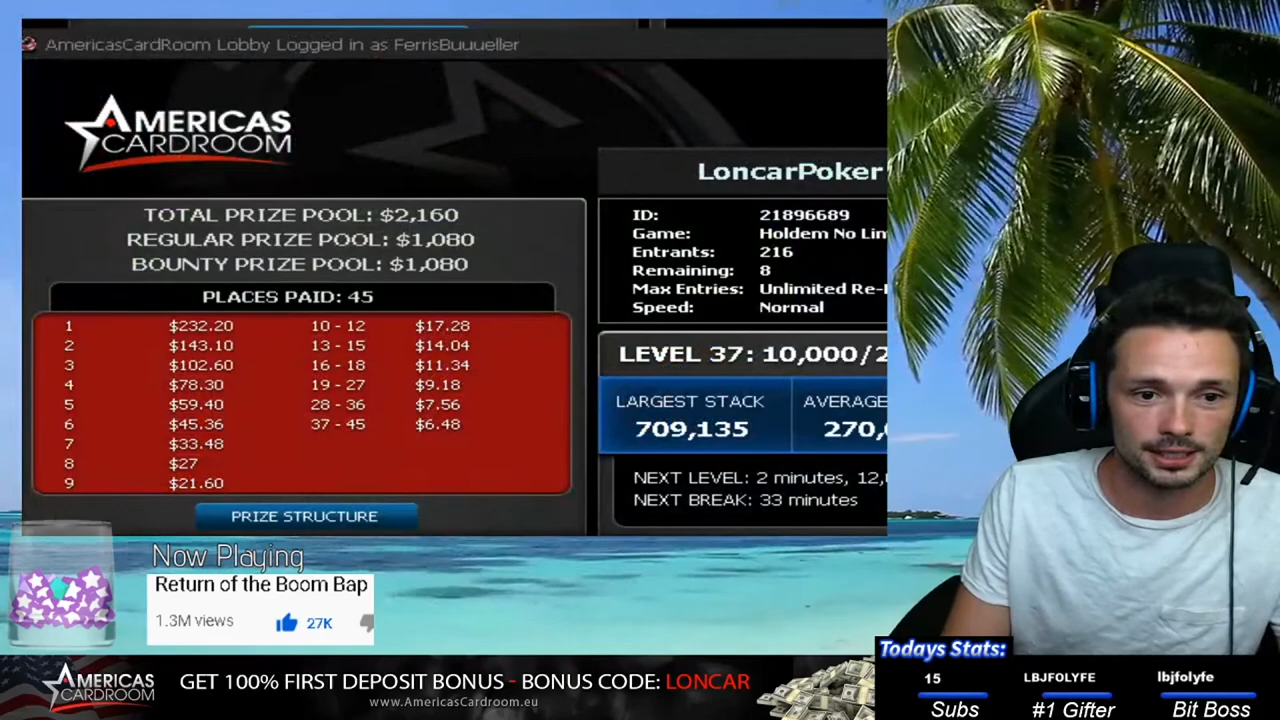 AmericasCardRoom Lobby Logged in as FerrisBuuueller
AMERICAS
CARDROOM
TOTAL PRIZE POOL: $2,160
REGULAR PRIZE POOL: $1,080
BOUNTY PRIZE POOL: $1,080
PLACES PAID: 45
1 $232.20 10 - 12 $17.28
2 $143.10 13 - 15 $14.04
3 $102.60 16 - 18 $11.34
4 $78.30 19 - 27 $9.18
5 $59.40 28 - 36 $7.56
6 $45.36 37 - 45 $6.48
7 $33.48
8 $27
9 $21.60
PRIZE STRUCTURE
LoncarPoker
ID: 21896689
Game: Holdem No Lim
Entrants: 216
Remaining: 8
Max Entries: Unlimited Re-
Speed: Normal
LEVEL 37: 10,000/2
LARGEST STACK AVERAGE
709,135 270,
NEXT LEVEL: 2 minutes, 12,
NEXT BREAK: 33 minutes
Now Playing
Return of the Boom Bap
1.3M views 27K
AMERICAS
CARDROOM
GET 100% FIRST DEPOSIT BONUS - BONUS CODE: LONCAR
www.AmericasCardroom.eu
Todays Stats:
15 LBJFOLYFE lbjfolyfe
Subs #1 Gifter Bit Boss